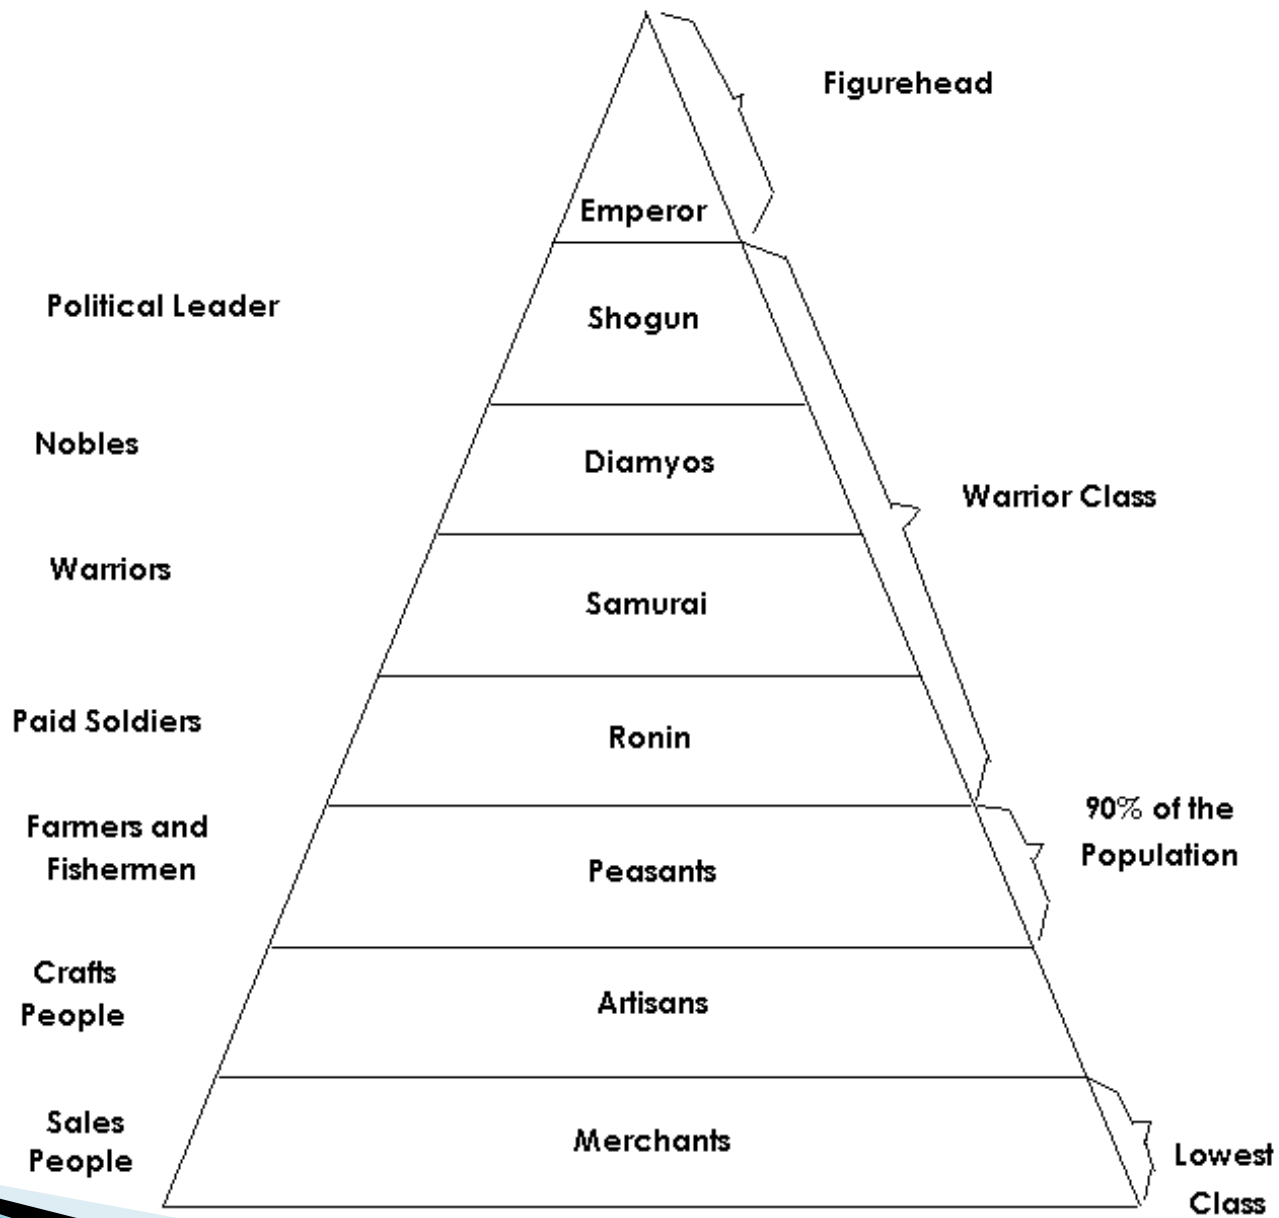 Figurehead
Emperor
Political Leader
Shogun
Nobles
Diamyos
Warrior Class
Warriors
Samurai
Paid Soldiers
Ronin
90% of the
Population
Farmers and
Fishermen
Peasants
Crafts
People
Artisans
Sales
People
Merchants
Lowest
Class